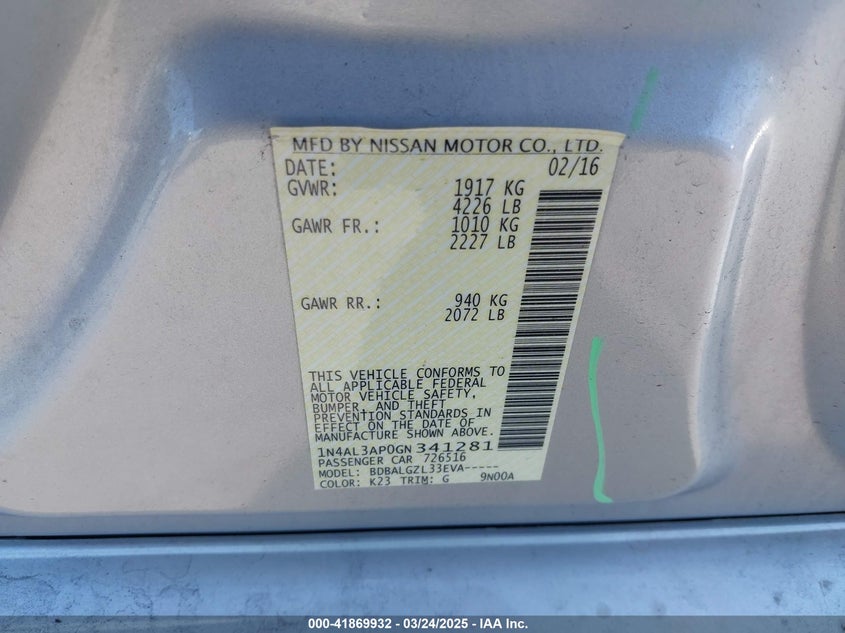 MFD BY NISSAN MOTOR CO., LTD.
DATE: 02/16
GVWR: 1917 KG
4226 LB
GAWR FR.: 1010 KG
2227 LB
GAWR RR.: 940 KG
2072 LB
THIS VEHICLE CONFORMS TO
ALL APPLICABLE FEDERAL
MOTOR VEHICLE SAFETY,
BUMPER, AND THEFT
PREVENTION STANDARDS IN
EFFECT ON THE DATE OF
MANUFACTURE SHOWN ABOVE.
1N4AL3AP0GN341281
PASSENGER CAR 726516
MODEL: BDBALGZL33EVA-----
COLOR: K23 TRIM: G 9N00A
000-41869932 - 03/24/2025 - IAA Inc.